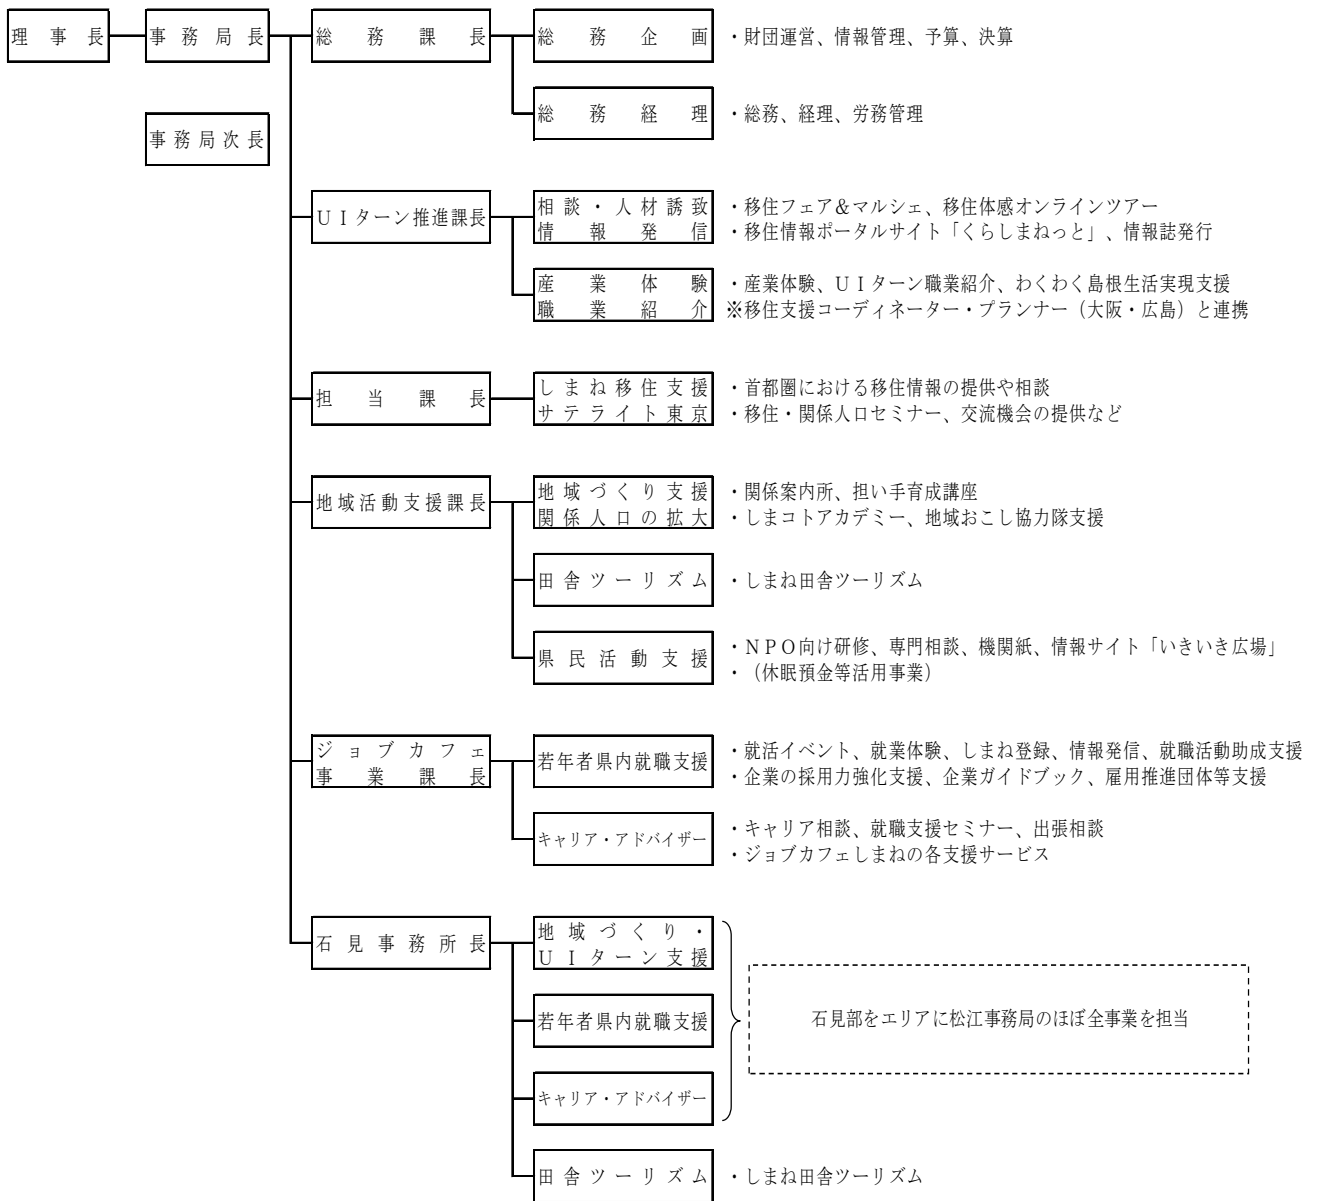 理事長
事務局長
総務課長
総務企画
・財団運営、情報管理、予算、決算
総務経理
・総務、経理、労務管理
事務局次長
ＵＩターン推進課長
相談・人材誘致
情報発信
・移住フェア＆マルシェ、移住体感オンラインツアー
・移住情報ポータルサイト「くらしまねっと」、情報誌発行
産業体験
職業紹介
・産業体験、ＵＩターン職業紹介、わくわく島根生活実現支援
※移住支援コーディネーター・プランナー（大阪・広島）と連携
担当課長
しまね移住支援
サテライト東京
・首都圏における移住情報の提供や相談
・移住・関係人口セミナー、交流機会の提供など
地域活動支援課長
地域づくり支援
関係人口の拡大
・関係案内所、担い手育成講座
・しまコトアカデミー、地域おこし協力隊支援
田舎ツーリズム
・しまね田舎ツーリズム
県民活動支援
・ＮＰＯ向け研修、専門相談、機関紙、情報サイト「いきいき広場」
・（休眠預金等活用事業）
ジョブカフェ
事業課長
若年者県内就職支援
・就活イベント、就業体験、しまね登録、情報発信、就職活動助成支援
・企業の採用力強化支援、企業ガイドブック、雇用推進団体等支援
キャリア・アドバイザー
・キャリア相談、就職支援セミナー、出張相談
・ジョブカフェしまねの各支援サービス
石見事務所長
地域づくり・
ＵＩターン支援
若年者県内就職支援
石見部をエリアに松江事務局のほぼ全事業を担当
キャリア・アドバイザー
田舎ツーリズム
・しまね田舎ツーリズム